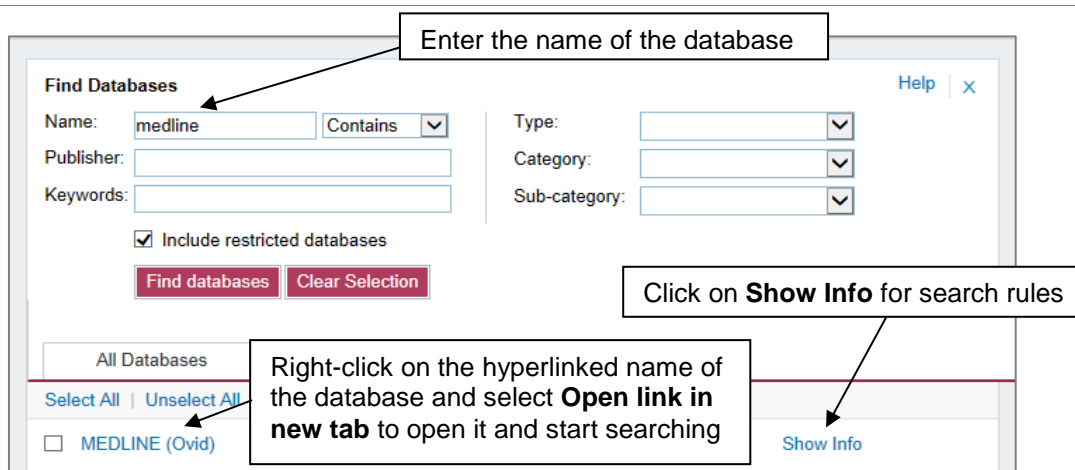 Enter the name of the database
Find Databases
Help
x
Name: medline Contains Type:
Publisher: Category:
Keywords: Sub-category:
Include restricted databases
Find databases Clear Selection
Click on Show Info for search rules
All Databases
Right-click on the hyperlinked name of
the database and select Open link in
new tab to open it and start searching
Select All | Unselect All
MEDLINE (Ovid) Show Info